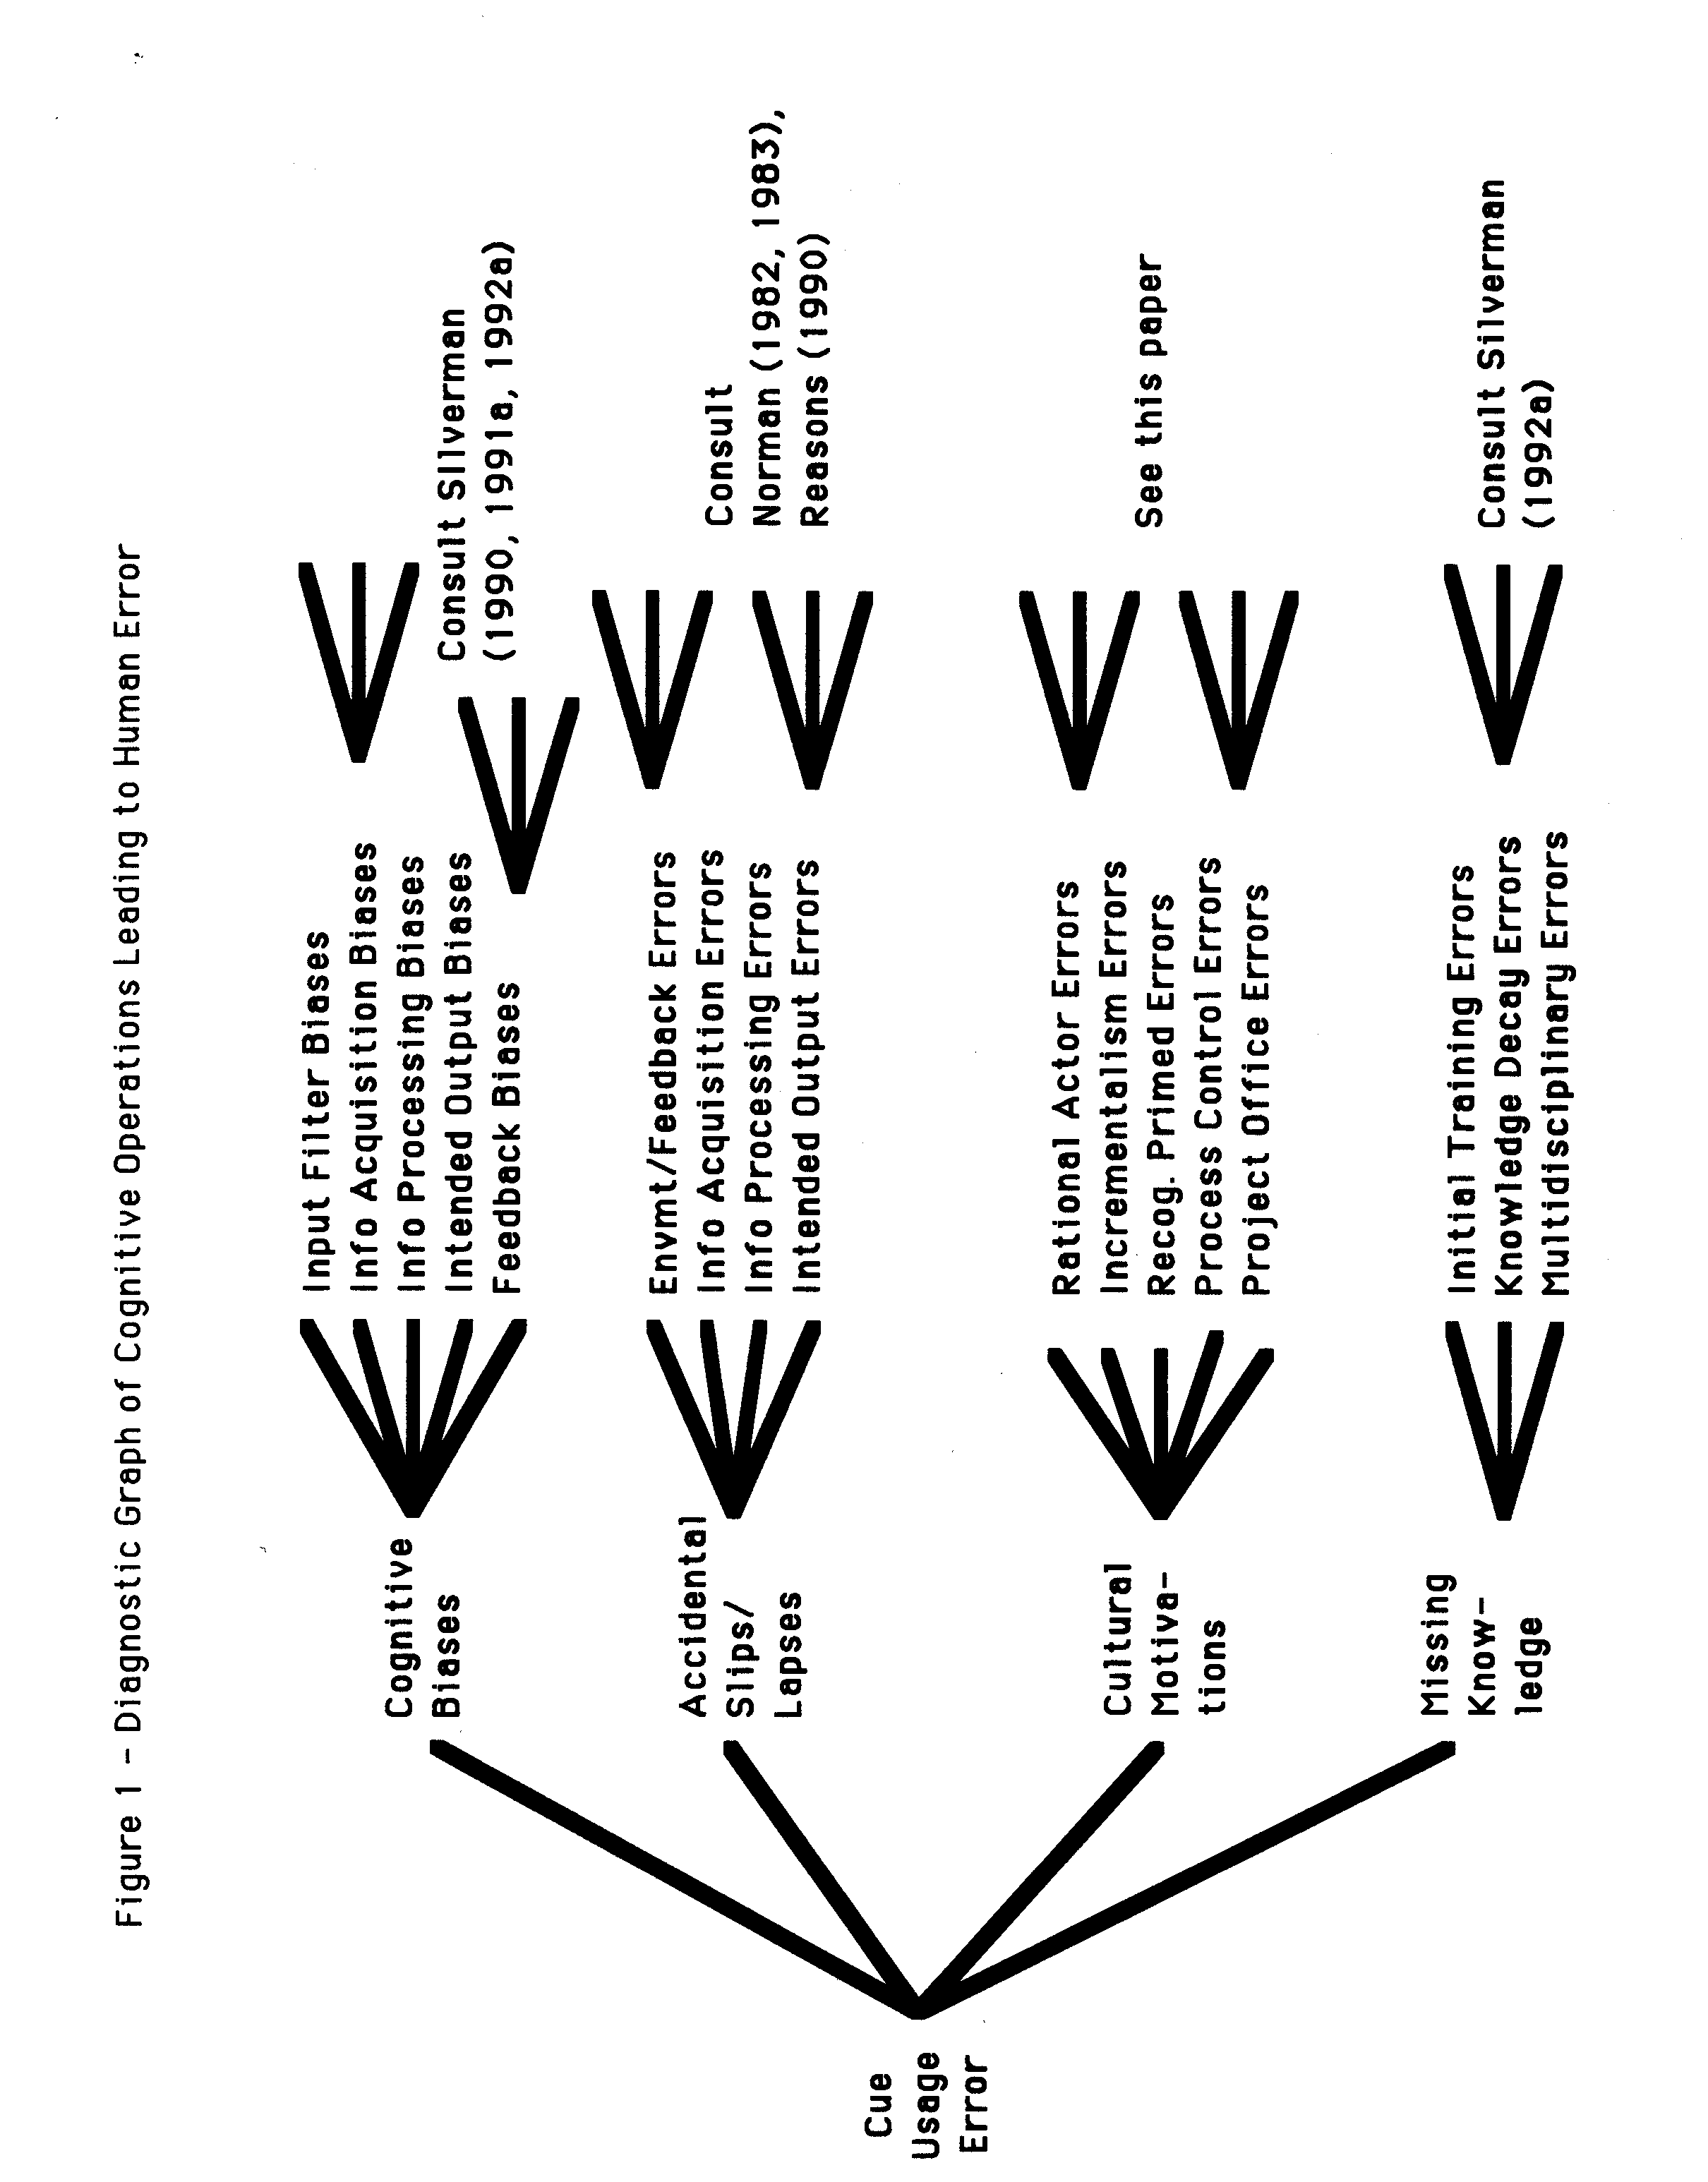 Figure 1 - Diagnostic Graph of Cognitive Operations Leading to Human Error
Cue
Usage
Error
Cognitive
Biases
Input Filter Biases
Info Acquisition Biases
Info Processing Biases
Intended Output Biases
Feedback Biases
Consult SIlverman
(1990, 1991a, 1992a)
Accidental
Slips/
Lapses
Envmt/Feedback Errors
Info Acquisition Errors
Info Processing Errors
Intended Output Errors
Consult
Norman (1982, 1983),
Reasons (1990)
Cultural
Motiva-
tions
Rational Actor Errors
Incrementalism Errors
Recog. Primed Errors
Process Control Errors
Project Office Errors
See this paper
Missing
Know-
ledge
Initial Training Errors
Knowledge Decay Errors
Multidisciplinary Errors
Consult Silverman
(1992a)